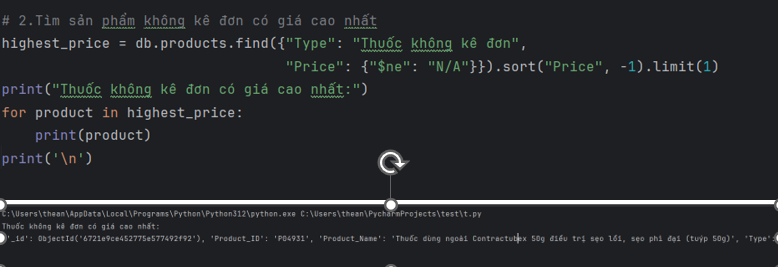 # 2.Tìm sản phẩm không kê đơn có giá cao nhất
highest_price = db.products.find({"Type": "Thuốc không kê đơn",
"Price": {"$ne": "N/A"}}).sort("Price", -1).limit(1)
print("Thuốc không kê đơn có giá cao nhất:")
for product in highest_price:
print(product)
print('\n')
C:\Users\thean\AppData\Local\Programs\Python\Python312\python.exe C:\Users\thean\PycharmProjects\test\t.py
Thuốc không kê đơn có giá cao nhất:
'_id': ObjectId('6721e9ce452775e577492f92'), 'Product_ID': 'P04931', 'Product_Name': 'Thuốc dùng ngoài Contractubex 50g điều trị sẹo lồi, sẹo phì đại (tuýp 50g)', 'Type':